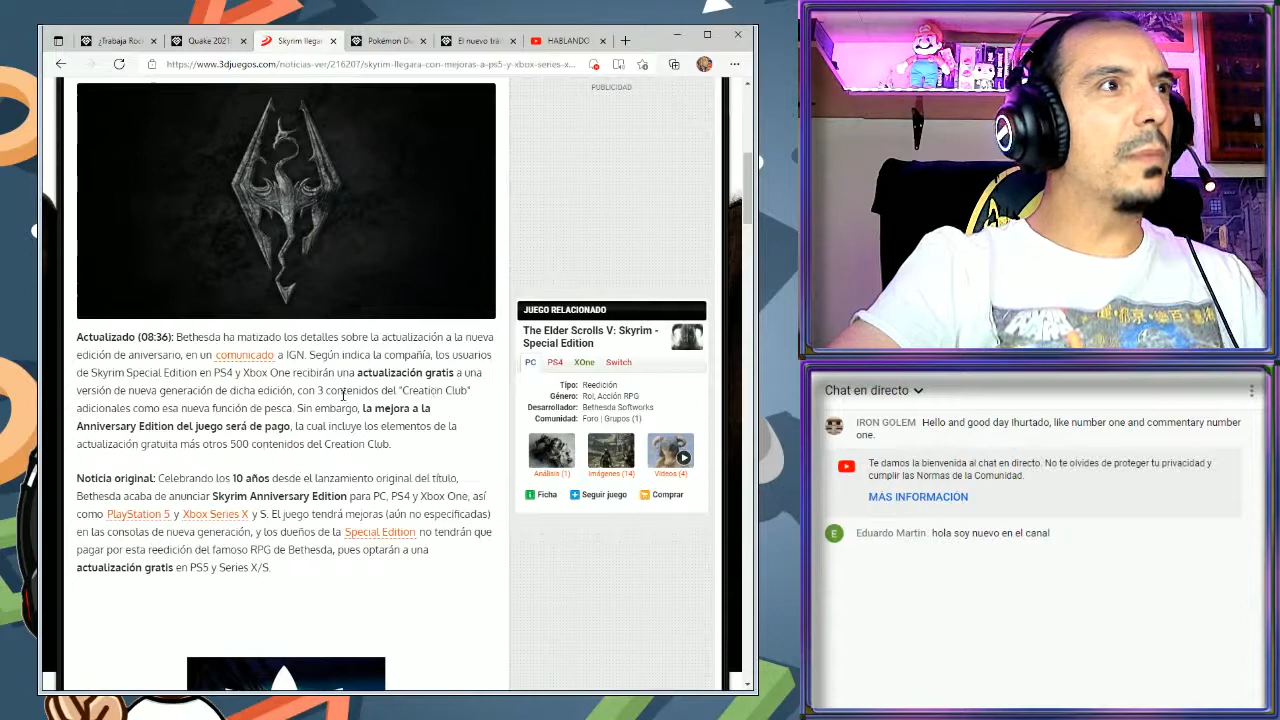 ¿Trabaja Roc
Quake 2021
Skyrim llegar
Pokémon Di
El nuevo trái
HABLANDO
https://www.3djuegos.com/noticias-ver/216207/skyrim-llegara-con-mejoras-a-ps5-y-xbox-series-x...
PUBLICIDAD
Actualizado (08:36): Bethesda ha matizado los detalles sobre la actualización a la nueva
edición de aniversario, en un comunicado a IGN. Según indica la compañía, los usuarios
de Skyrim Special Edition en PS4 y Xbox One recibirán una actualización gratis a una
versión de nueva generación de dicha edición, con 3 contenidos del "Creation Club"
adicionales como esa nueva función de pesca. Sin embargo, la mejora a la
Anniversary Edition del juego será de pago, la cual incluye los elementos de la
actualización gratuita más otros 500 contenidos del Creation Club.
Noticia original: Celebrando los 10 años desde el lanzamiento original del título,
Bethesda acaba de anunciar Skyrim Anniversary Edition para PC, PS4 y Xbox One, así
como PlayStation 5 y Xbox Series X y S. El juego tendrá mejoras (aún no especificadas)
en las consolas de nueva generación, y los dueños de la Special Edition no tendrán que
pagar por esta reedición del famoso RPG de Bethesda, pues optarán a una
actualización gratis en PS5 y Series X/S.
JUEGO RELACIONADO
The Elder Scrolls V: Skyrim -
Special Edition
PC PS4 XOne Switch
Tipo: Reedición
Género: Rol, Acción RPG
Desarrollador: Bethesda Softworks
Comunidad: Foro | Grupos (1)
Análisis (1) Imágenes (14) Vídeos (4)
Ficha Seguir juego Comprar
Chat en directo
IRON GOLEM Hello and good day lhurtado, like number one and commentary number
one.
Te damos la bienvenida al chat en directo. No te olvides de proteger tu privacidad y
cumplir las Normas de la Comunidad.
MÁS INFORMACIÓN
E
Eduardo Martin. hola soy nuevo en el canal